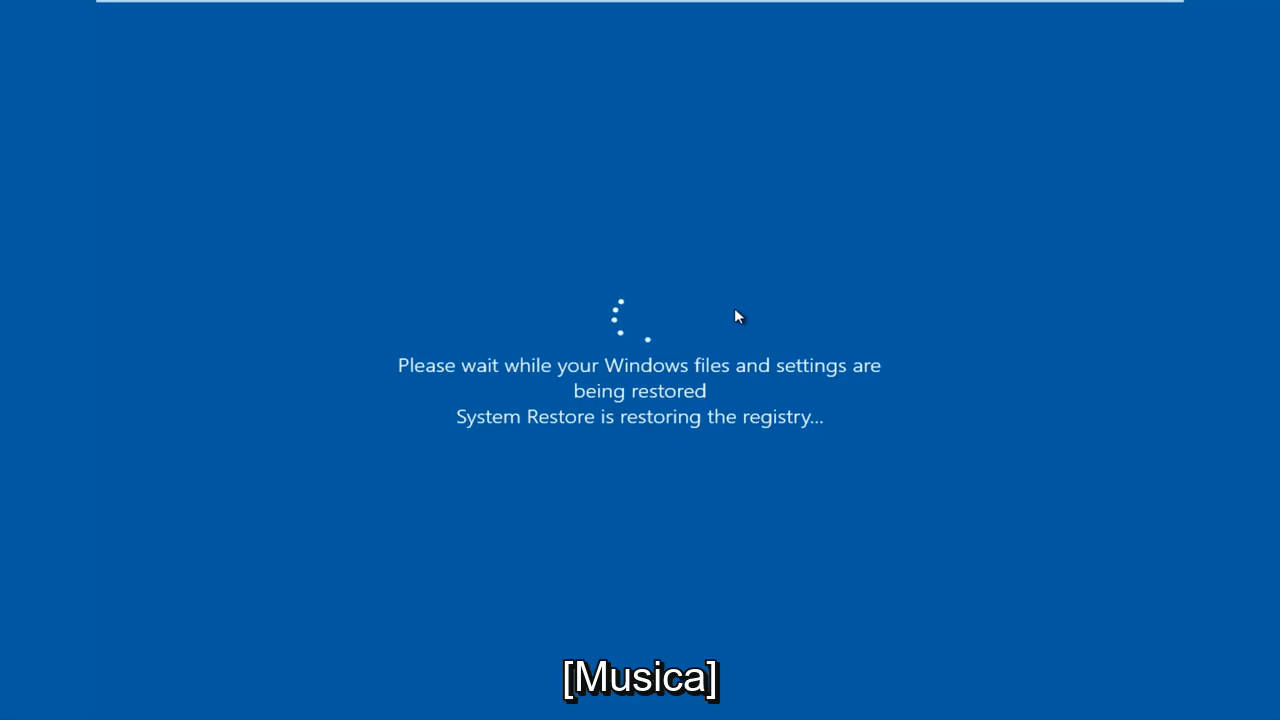 Please wait while your Windows files and settings are
being restored
System Restore is restoring the registry...
[Musica]